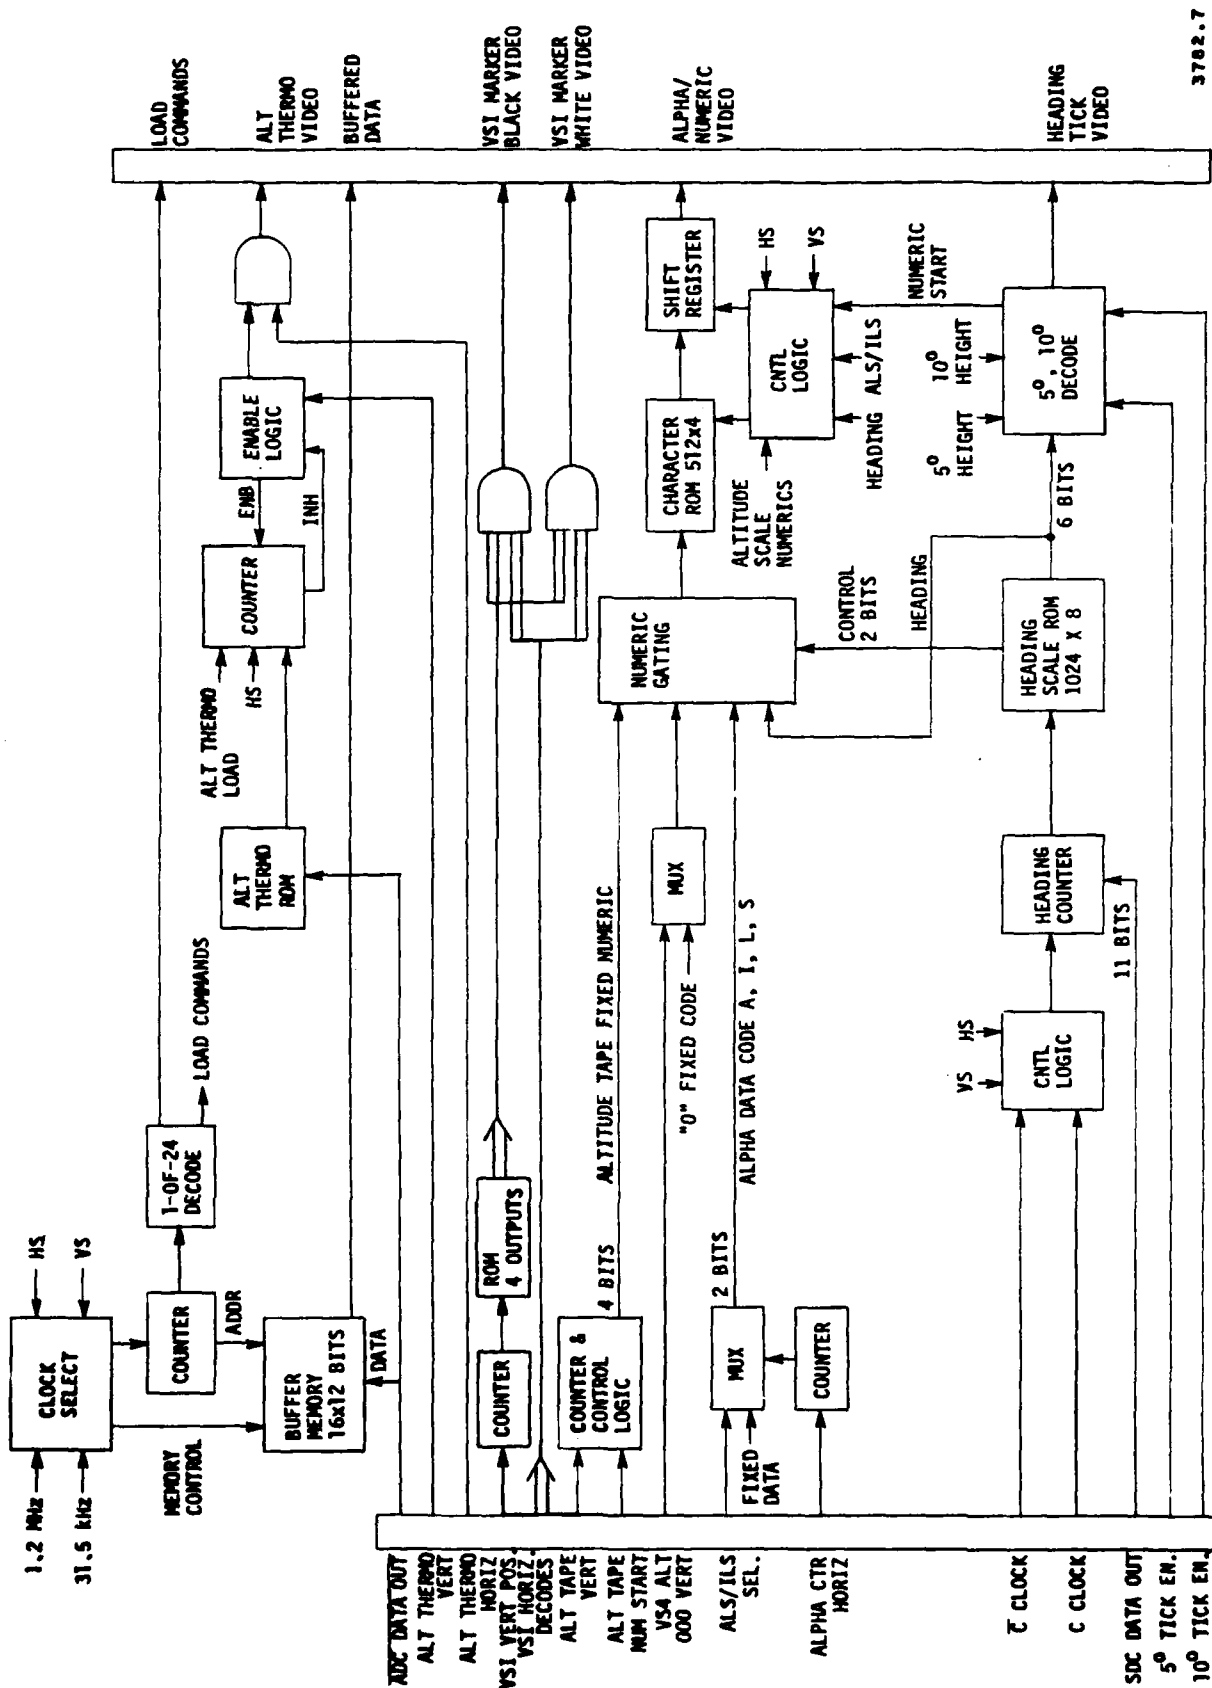 1.2 MHz
31.5 kHz
CLOCK
SELECT
HS
VS
MEMORY
CONTROL
COUNTER
ADDR
1-OF-24
DECODE
LOAD COMMANDS
BUFFER
MEMORY
16x12 BITS
DATA
ALT
THERMO
ROM
ALT THERMO
LOAD
HS
COUNTER
ENB
INH
ENABLE
LOGIC
LOAD
COMMANDS
ALT
THERMO
VIDEO
BUFFERED
DATA
VSI MARKER
BLACK VIDEO
VSI MARKER
WHITE VIDEO
ALPHA/
NUMERIC
VIDEO
HEADING
TICK
VIDEO
ADC DATA OUT
ALT THERMO
VERT
ALT THERMO
HORIZ
VSI VERT POS.
VSI HORIZ.
DECODES
ALT TAPE
VERT
ALT TAPE
NUM START
VS4 ALT
000 VERT
ALS/ILS
SEL.
ALPHA CTR
HORIZ
C̅ CLOCK
C CLOCK
SDC DATA OUT
5⁰ TICK EN.
10⁰ TICK EN.
COUNTER
ROM
4 OUTPUTS
COUNTER &
CONTROL
LOGIC
4 BITS
ALTITUDE TAPE FIXED NUMERIC
"0" FIXED CODE
MUX
FIXED
DATA
MUX
COUNTER
2 BITS
ALPHA DATA CODE A, I, L, S
NUMERIC
GATING
CHARACTER
ROM 512x4
SHIFT
REGISTER
ALTITUDE
SCALE
NUMERICS
CNTL
LOGIC
HS
VS
HEADING
ALS/ILS
NUMERIC
START
CONTROL
2 BITS
HEADING
VS
HS
CNTL
LOGIC
HEADING
COUNTER
11 BITS
HEADING
SCALE ROM
1024 X 8
6 BITS
5⁰
HEIGHT
10⁰
HEIGHT
5⁰, 10⁰
DECODE
3782.7